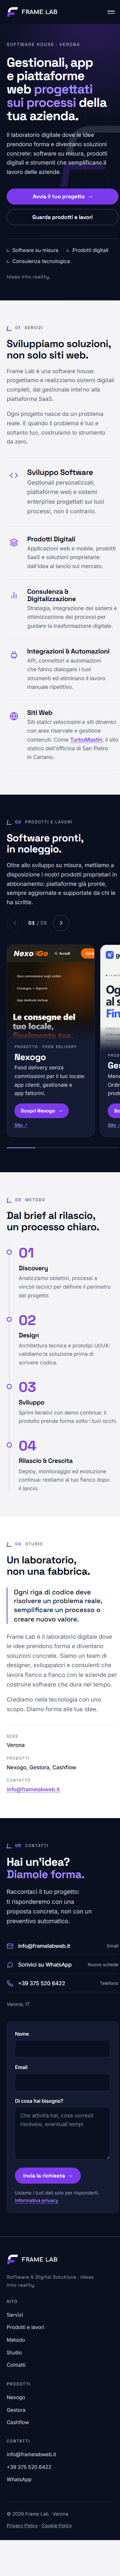 FRAME LAB
SOFTWARE HOUSE · VERONA
Gestionali, app
e piattaforme
web progettati
sui processi della
tua azienda.
Il laboratorio digitale dove le idee
prendono forma e diventano soluzioni
concrete: software su misura, prodotti
digitali e strumenti che semplificano il
lavoro delle aziende.
Avvia il tuo progetto →
Guarda prodotti e lavori
Software su misura
Prodotti digitali
Consulenza tecnologica
Ideas into reality.
01 SERVIZI
Sviluppiamo soluzioni,
non solo siti web.
Frame Lab è una software house:
progettiamo e realizziamo sistemi digitali
completi, dal gestionale interno alla
piattaforma SaaS.
Ogni progetto nasce da un problema
reale. E quando il confine è solo il
software, lo
costruiamo, costruiamo lo strumento
da zero.
Sviluppo Software
Gestionali personalizzati,
piattaforme web e sistemi
enterprise progettati sui tuoi
processi, non il contrario.
Prodotti Digitali
Applicazioni web e mobile, prodotti
SaaS e soluzioni proprietarie:
dall'idea al lancio sul mercato.
Consulenza &
Digitalizzazione
Strategia, integrazione dei sistemi e
ottimizzazione dei processi per
guidare la trasformazione digitale.
Integrazioni & Automazioni
API, connettori e automazioni
che fanno dialogare i tuoi
strumenti ed eliminano il lavoro
manuale ripetitivo.
Siti Web
Siti statici velocissimi e siti dinamici
con aree riservate e gestione
contenuti. Come TurboMastin, il sito
statico dell'officina di San Pietro
in Cariano.
02 PRODOTTI E LAVORI
Software pronti,
in noleggio.
Oltre allo sviluppo su misura, mettiamo a
disposizione i nostri prodotti proprietari in
abbonamento: piattaforme già pronte,
sempre aggiornate e supportate da chi le
ha scritte.
←
01 / 05
→
Accedi
Le consegne del
tuo locale,
finalmente tue.
PRODOTTO · FOOD DELIVERY
Nexogo
Food delivery senza
commissioni per il tuo locale:
app clienti, gestionale e
app fattorini.
Scopri Nexogo →
Sito ↗
03 METODO
Dal brief al rilascio,
un processo chiaro.
01
Discovery
Analizziamo obiettivi, processi e
vincoli tecnici per definire il perimetro
del progetto.
02
Design
Architettura tecnica e prototipi UI/UX:
validiamo la soluzione prima di
scrivere codice.
03
Sviluppo
Sprint iterativi con demo continue: il
prodotto prende forma sotto i tuoi occhi.
04
Rilascio & Crescita
Deploy, monitoraggio ed evoluzione
continua: restiamo al tuo fianco dopo
il lancio.
04 STUDIO
Un laboratorio,
non una fabbrica.
Ogni riga di codice deve
risolvere un problema reale,
semplificare un processo o
creare nuovo valore.
Frame Lab è il laboratorio digitale dove
le idee prendono forma e diventano
soluzioni concrete. Siamo un team di
designer, sviluppatori e consulenti che
lavora fianco a fianco con le aziende per
costruire software che dura nel tempo.
Crediamo nella tecnologia con uno
scopo. Diamo forma alle tue idee.
SEDE
Verona
PRODOTTI
Nexogo, Gestora, Cashflow
CONTATTO
info@framelabweb.it
05 CONTATTI
Hai un'idea?
Diamole forma.
Raccontaci il tuo progetto:
ti risponderemo con una
proposta concreta, non con un
preventivo automatico.
info@framelabweb.it
Email
Scrivici su WhatsApp
Nuova scheda
+39 375 520 6422
Telefono
Verona, IT
Nome
Email
Di cosa hai bisogno?
Che attività hai, cosa vorresti
risolvere, eventuali tempi
Invia la richiesta →
Usiamo i tuoi dati solo per risponderti.
Informativa privacy
FRAME LAB
Software & Digital Solutions · Ideas
into reality.
SITO
Servizi
Prodotti e lavori
Metodo
Studio
Contatti
PRODOTTI
Nexogo
Gestora
Cashflow
CONTATTI
info@framelabweb.it
+39 375 520 6422
WhatsApp
© 2026 Frame Lab · Verona
Privacy Policy · Cookie Policy